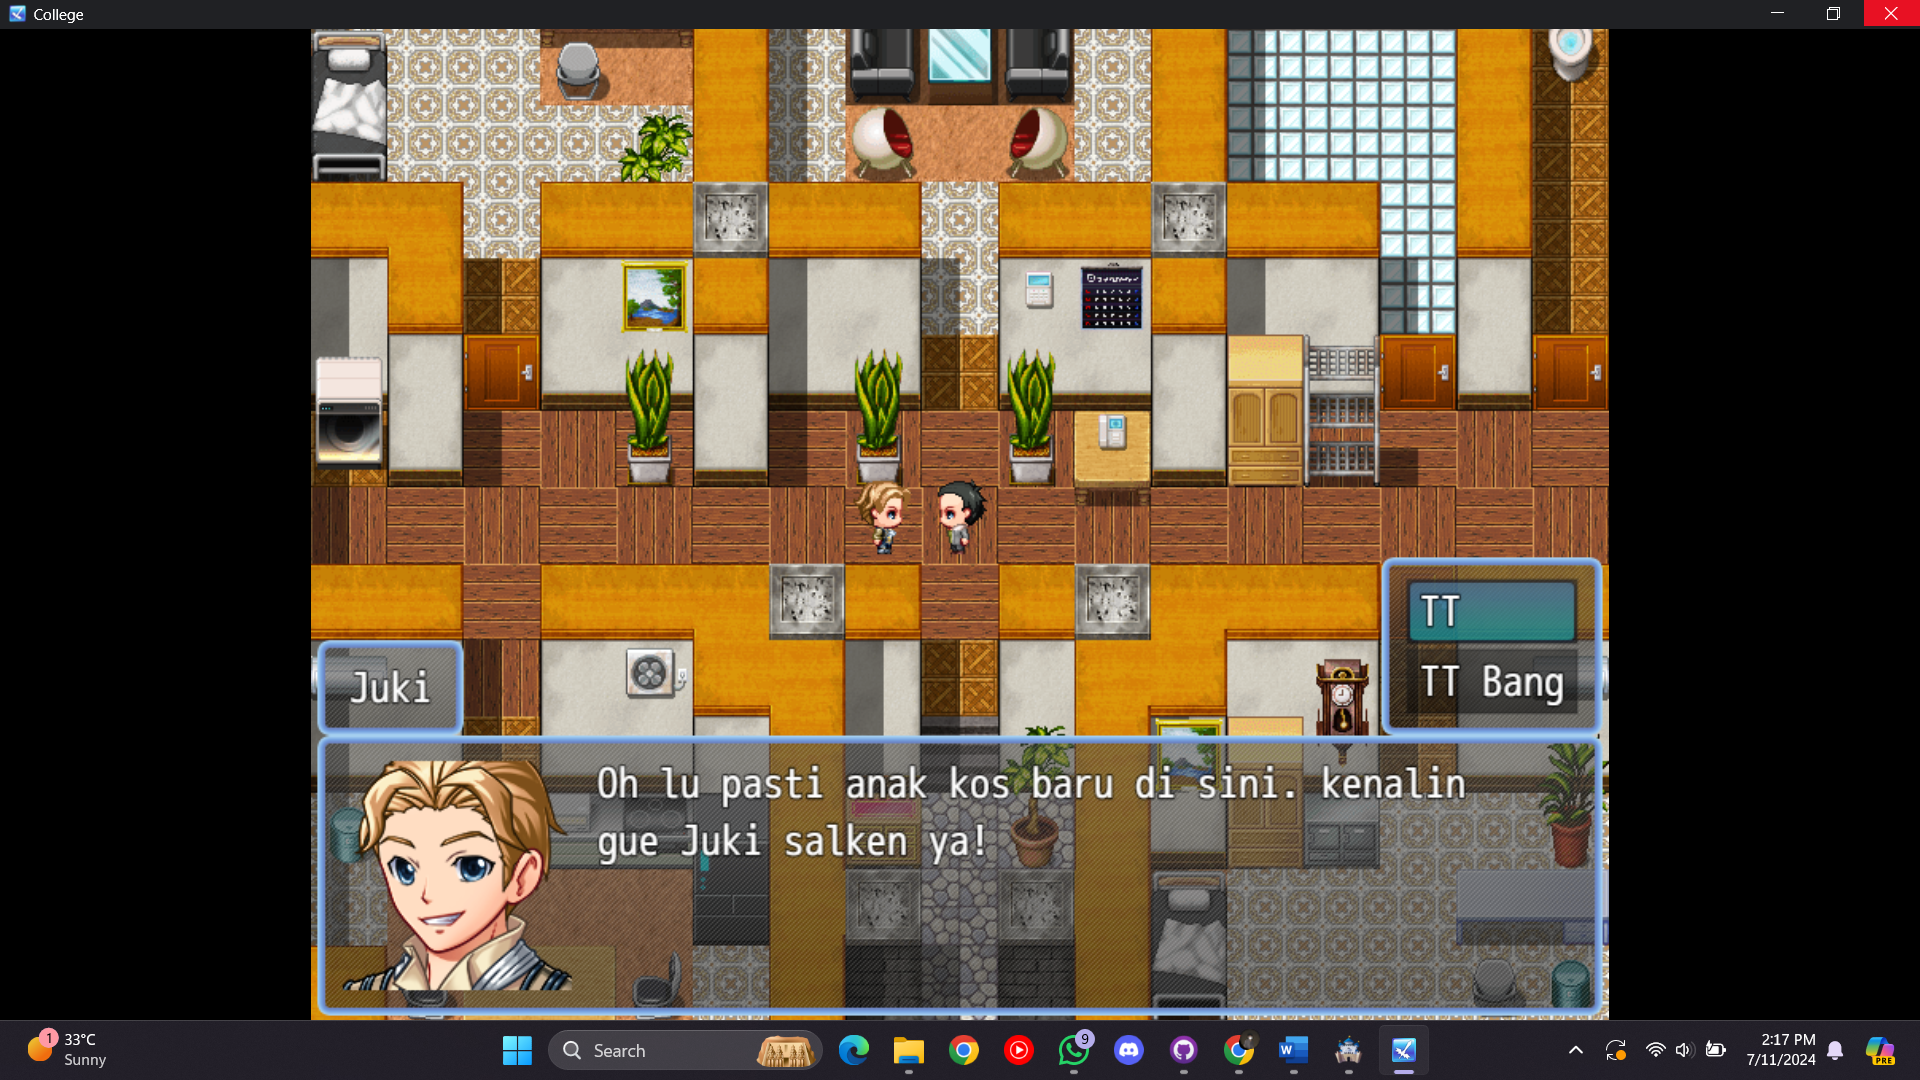 College
TT
TT Bang
Juki
Oh lu pasti anak kos baru di sini. kenalin
gue Juki salken ya!
1
33°C
Sunny
Search
9
W
PRE
2:17 PM
7/11/2024